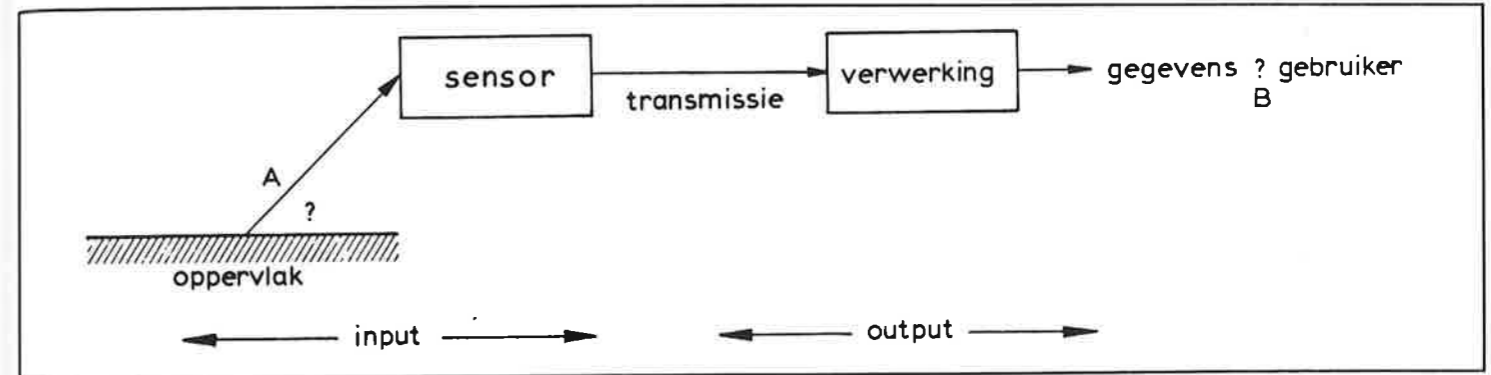 sensor
transmissie
verwerking
gegevens ? gebruiker
B
A
?
oppervlak
input
output